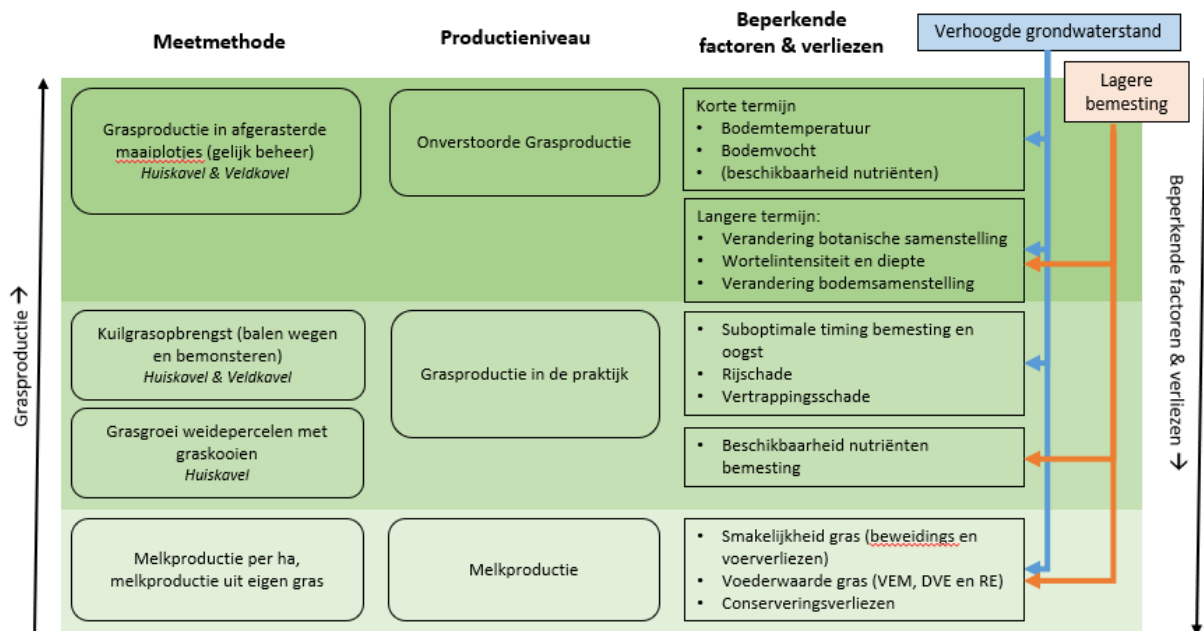 Meetmethode
Productieniveau
Beperkende
factoren & verliezen
Verhoogde grondwaterstand
Lagere
bemesting
Grasproductie →
Grasproductie in afgerasterde
maaiplotjes (gelijk beheer)
Huiskavel & Veldkavel
Onverstoorde Grasproductie
Korte termijn
• Bodemtemperatuur
• Bodemvocht
• (beschikbaarheid nutriënten)
Langere termijn:
• Verandering botanische samenstelling
• Wortelintensiteit en diepte
• Verandering bodemsamenstelling
Kuilgrasopbrengst (balen wegen
en bemonsteren)
Huiskavel & Veldkavel
Grasgroei weidepercelen met
graskooien
Huiskavel
Grasproductie in de praktijk
• Suboptimale timing bemesting en
oogst
• Rijschade
• Vertrappingsschade
• Beschikbaarheid nutriënten
bemesting
Melkproductie per ha,
melkproductie uit eigen gras
Melkproductie
• Smakelijkheid gras (beweidings en
voerverliezen)
• Voederwaarde gras (VEM, DVE en RE)
• Conserveringsverliezen
Beperkende factoren & verliezen →